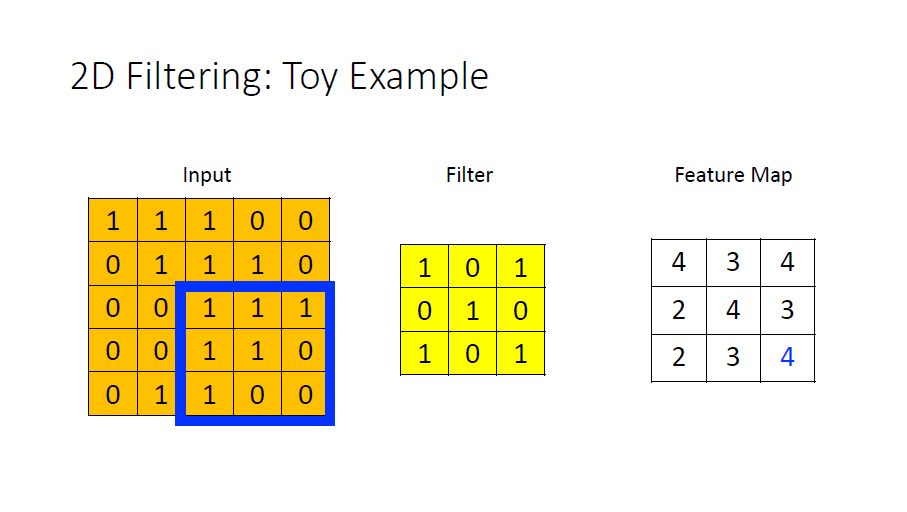 2D Filtering: Toy Example
Input
1 1 1 0 0
0 1 1 1 0
0 0 1 1 1
0 0 1 1 0
0 1 1 0 0
Filter
1 0 1
0 1 0
1 0 1
Feature Map
4 3 4
2 4 3
2 3 4